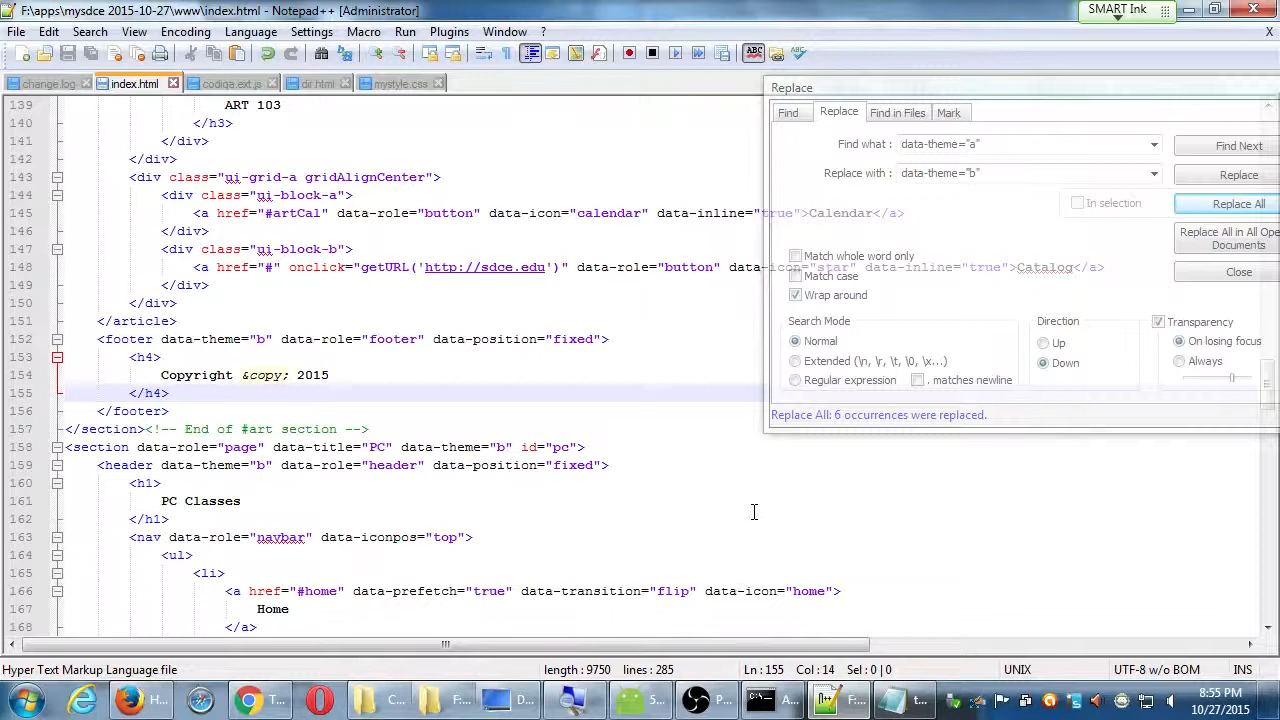 F:\apps\mysdce 2015-10-27\www\index.html - Notepad++ [Administrator]
SMART Ink
File Edit Search View Encoding Language Settings Macro Run Plugins Window ? X
change.log index.html codiqa.ext.js dir.html mystyle.css
139 ART 103
140 </h3>
141 </div>
142 </div>
143 <div class="ui-grid-a gridAlignCenter">
144 <div class="ui-block-a">
145 <a href="#artCal" data-role="button" data-icon="calendar" data-inline="true">Calendar</a>
146 </div>
147 <div class="ui-block-b">
148 <a href="#" onclick="getURL('http://sdce.edu')" data-role="button" data-icon="star" data-inline="true">Catalog</a>
149 </div>
150 </div>
151 </article>
152 <footer data-theme="b" data-role="footer" data-position="fixed">
153 <h4>
154 Copyright &copy; 2015
155 </h4>
156 </footer>
157 </section><!-- End of #art section -->
158 <section data-role="page" data-title="PC" data-theme="b" id="pc">
159 <header data-theme="b" data-role="header" data-position="fixed">
160 <h1>
161 PC Classes
162 </h1>
163 <nav data-role="navbar" data-iconpos="top">
164 <ul>
165 <li>
166 <a href="#home" data-prefetch="true" data-transition="flip" data-icon="home">
167 Home
168 </a>
Replace
Find Replace Find in Files Mark
Find what : data-theme="a" Find Next
Replace with : data-theme="b" Replace
In selection Replace All
Replace All in All Ope
Documents
Match whole word only
Match case Close
Wrap around
Search Mode Direction Transparency
Normal Up On losing focus
Extended (\n, \r, \t, \0, \x...) Down Always
Regular expression . matches newline
Replace All: 6 occurrences were replaced.
Hyper Text Markup Language file length : 9750 lines : 285 Ln : 155 Col : 14 Sel : 0 | 0 UNIX UTF-8 w/o BOM INS
H... T... C... F:... D... S... P... A... F:... t... 8:55 PM
10/27/2015